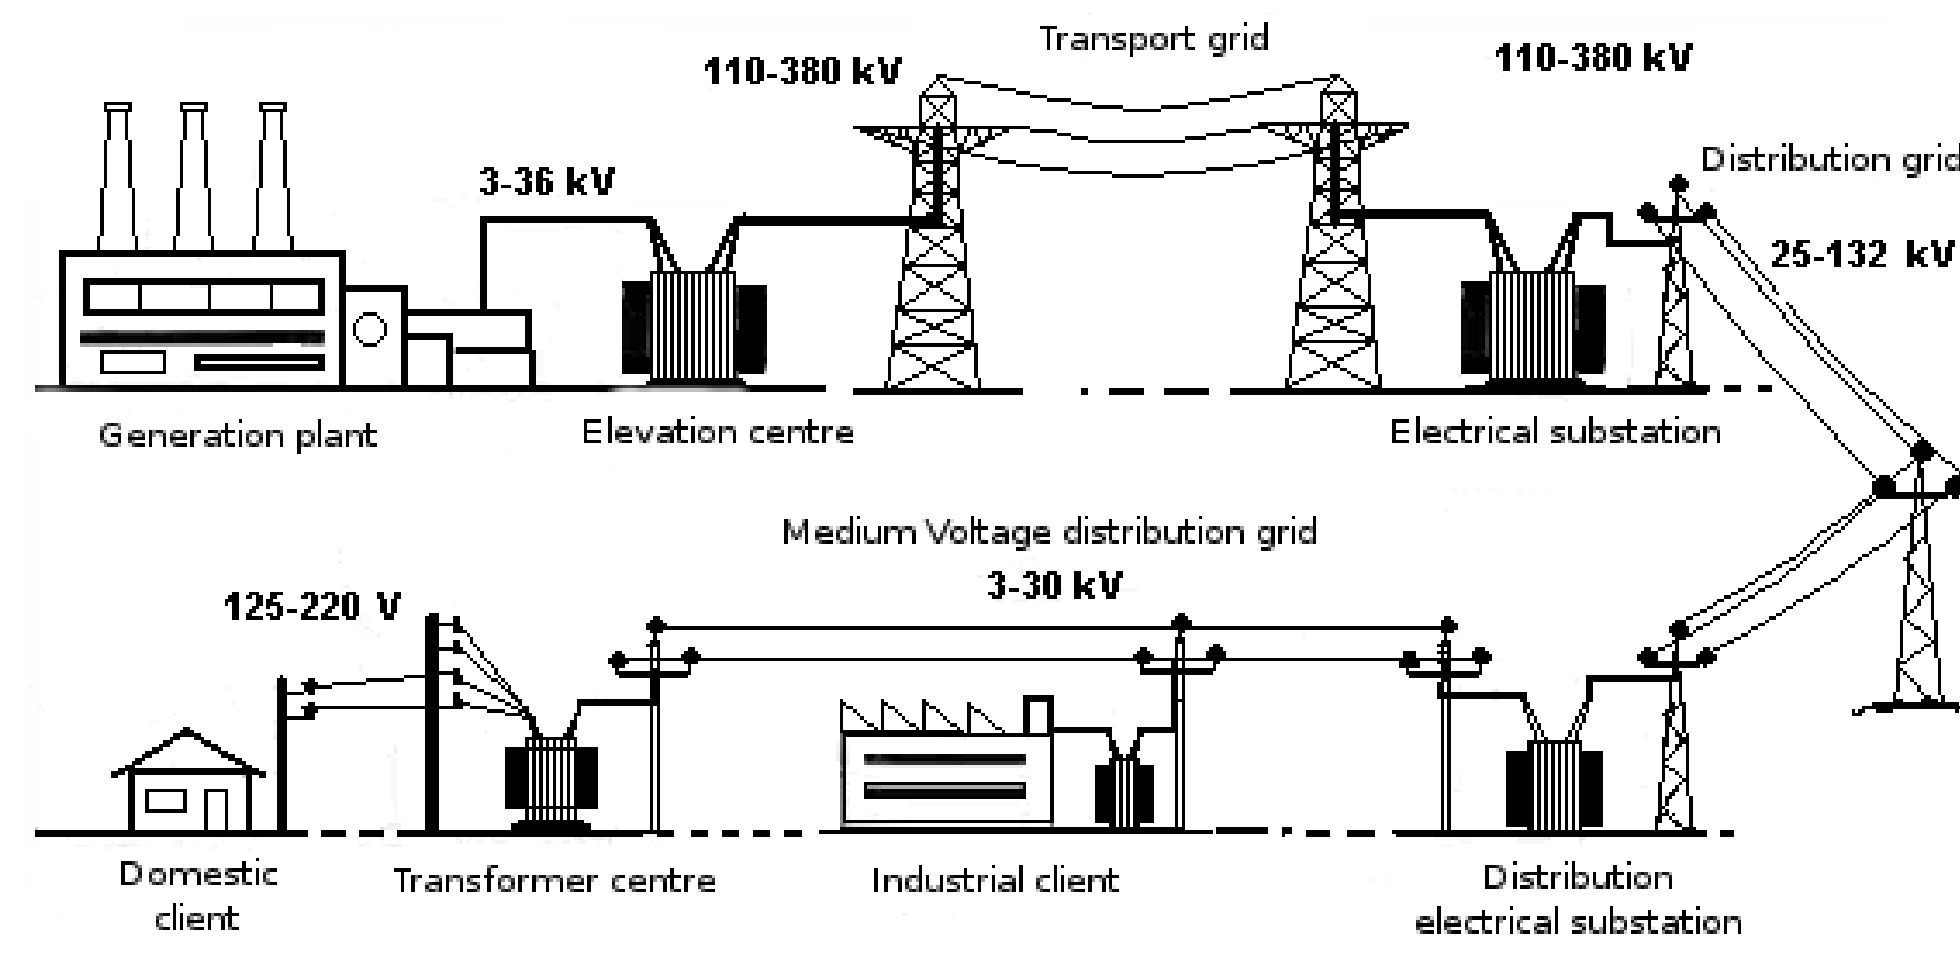 Transport grid
110-380 kV
110-380 kV
3-36 kV
Distribution grid
25-132 kV
Generation plant
Elevation centre
Electrical substation
Medium Voltage distribution grid
3-30 kV
125-220 V
Domestic
client
Transformer centre
Industrial client
Distribution
electrical substation